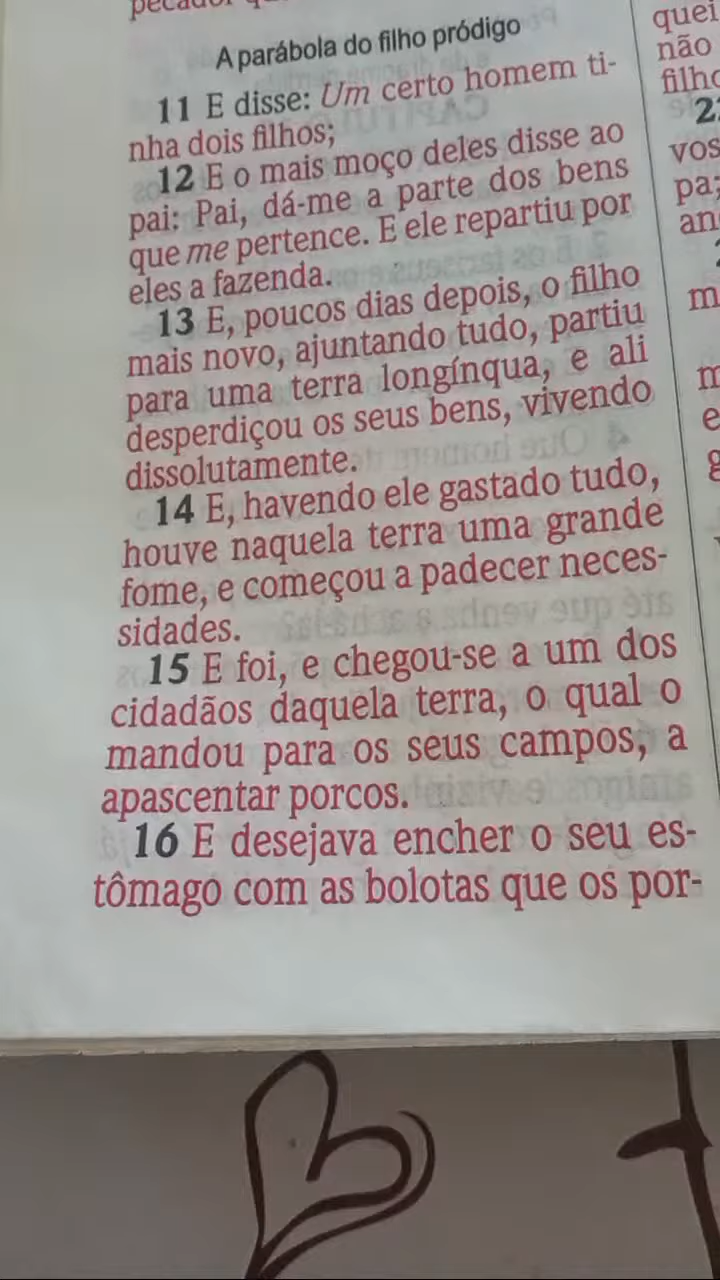 A parábola do filho pródigo
11 E disse: Um certo homem ti-
nha dois filhos;
12 E o mais moço deles disse ao
pai: Pai, dá-me a parte dos bens
que me pertence. E ele repartiu por
eles a fazenda.
13 E, poucos dias depois, o filho
mais novo, ajuntando tudo, partiu
para uma terra longínqua, e ali
desperdiçou os seus bens, vivendo
dissolutamente.
14 E, havendo ele gastado tudo,
houve naquela terra uma grande
fome, e começou a padecer neces-
sidades.
15 E foi, e chegou-se a um dos
cidadãos daquela terra, o qual o
mandou para os seus campos, a
apascentar porcos.
16 E desejava encher o seu es-
tômago com as bolotas que os por-
não
vos